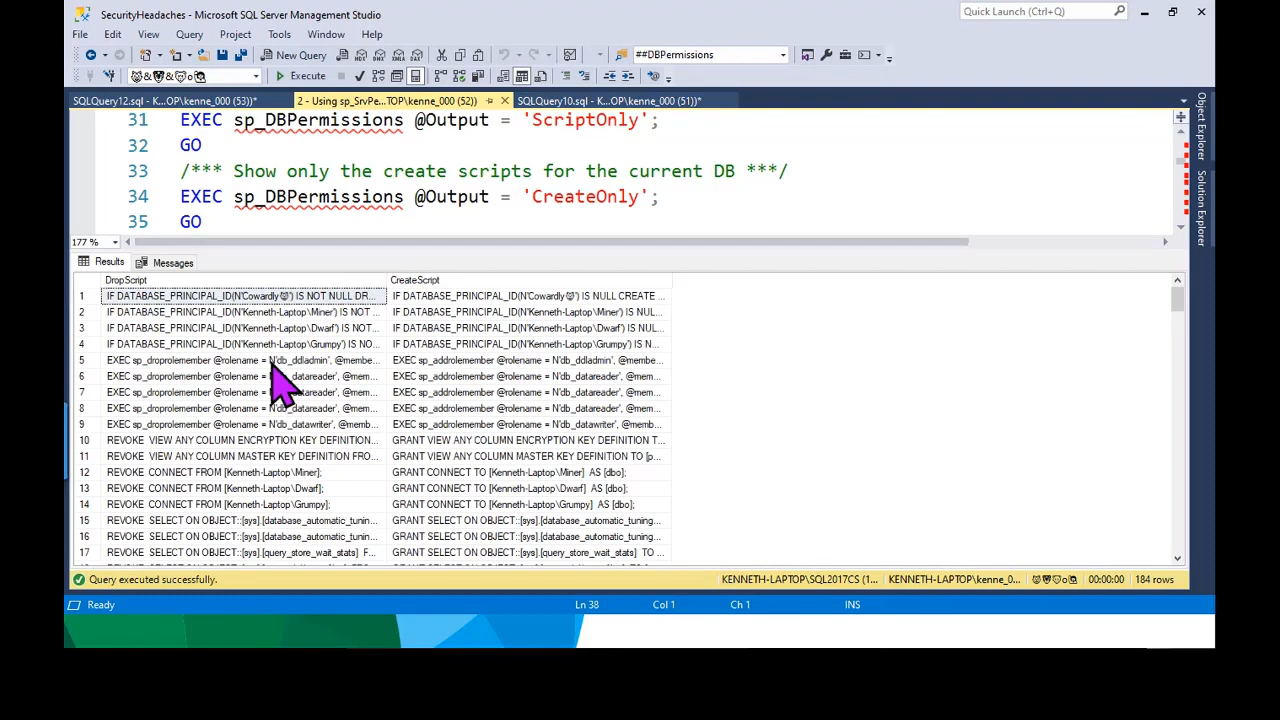 SecurityHeadaches - Microsoft SQL Server Management Studio
Quick Launch (Ctrl+Q)
File Edit View Query Project Tools Window Help
New Query ##DBPermissions
Execute
SQLQuery12.sql - K...OP\kenne_000 (53))* 2 - Using sp_SrvPe...TOP\kenne_000 (52)) SQLQuery10.sql - K...OP\kenne_000 (51))*
31 EXEC sp_DBPermissions @Output = 'ScriptOnly';
32 GO
33 /*** Show only the create scripts for the current DB ***/
34 EXEC sp_DBPermissions @Output = 'CreateOnly';
35 GO
Object Explorer
Solution Explorer
177 %
Results Messages
DropScript CreateScript
1 IF DATABASE_PRINCIPAL_ID(N'Cowardly🦁') IS NOT NULL DR... IF DATABASE_PRINCIPAL_ID(N'Cowardly🦁') IS NULL CREATE ...
2 IF DATABASE_PRINCIPAL_ID(N'Kenneth-Laptop\Miner') IS NOT ... IF DATABASE_PRINCIPAL_ID(N'Kenneth-Laptop\Miner') IS NUL...
3 IF DATABASE_PRINCIPAL_ID(N'Kenneth-Laptop\Dwarf') IS NOT... IF DATABASE_PRINCIPAL_ID(N'Kenneth-Laptop\Dwarf') IS NUL...
4 IF DATABASE_PRINCIPAL_ID(N'Kenneth-Laptop\Grumpy') IS NO... IF DATABASE_PRINCIPAL_ID(N'Kenneth-Laptop\Grumpy') IS N...
5 EXEC sp_droprolemember @rolename = N'db_ddladmin', @membe... EXEC sp_addrolemember @rolename = N'db_ddladmin', @membe...
6 EXEC sp_droprolemember @rolename = N'db_datareader', @mem... EXEC sp_addrolemember @rolename = N'db_datareader', @mem...
7 EXEC sp_droprolemember @rolename = N'db_datareader', @mem... EXEC sp_addrolemember @rolename = N'db_datareader', @mem...
8 EXEC sp_droprolemember @rolename = N'db_datareader', @mem... EXEC sp_addrolemember @rolename = N'db_datareader', @mem...
9 EXEC sp_droprolemember @rolename = N'db_datawriter', @membe... EXEC sp_addrolemember @rolename = N'db_datawriter', @membe...
10 REVOKE VIEW ANY COLUMN ENCRYPTION KEY DEFINITION... GRANT VIEW ANY COLUMN ENCRYPTION KEY DEFINITION T...
11 REVOKE VIEW ANY COLUMN MASTER KEY DEFINITION FRO... GRANT VIEW ANY COLUMN MASTER KEY DEFINITION TO [p...
12 REVOKE CONNECT FROM [Kenneth-Laptop\Miner]; GRANT CONNECT TO [Kenneth-Laptop\Miner] AS [dbo];
13 REVOKE CONNECT FROM [Kenneth-Laptop\Dwarf]; GRANT CONNECT TO [Kenneth-Laptop\Dwarf] AS [dbo];
14 REVOKE CONNECT FROM [Kenneth-Laptop\Grumpy]; GRANT CONNECT TO [Kenneth-Laptop\Grumpy] AS [dbo];
15 REVOKE SELECT ON OBJECT::[sys].[database_automatic_tunin... GRANT SELECT ON OBJECT::[sys].[database_automatic_tuning...
16 REVOKE SELECT ON OBJECT::[sys].[database_automatic_tunin... GRANT SELECT ON OBJECT::[sys].[database_automatic_tuning...
17 REVOKE SELECT ON OBJECT::[sys].[query_store_wait_stats] F... GRANT SELECT ON OBJECT::[sys].[query_store_wait_stats] TO ...
Query executed successfully. KENNETH-LAPTOP\SQL2017CS (1... KENNETH-LAPTOP\kenne_0... 00:00:00 184 rows
Ready Ln 38 Col 1 Ch 1 INS